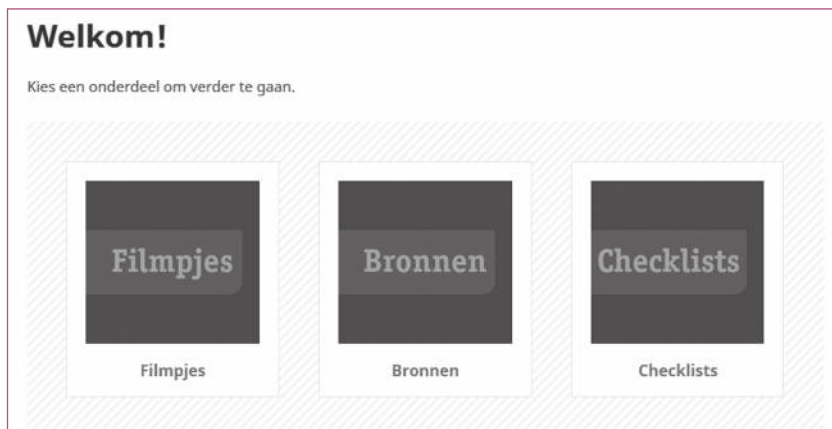 Welkom!
Kies een onderdeel om verder te gaan.
Filmpjes
Bronnen
Checklists
Filmpjes
Bronnen
Checklists